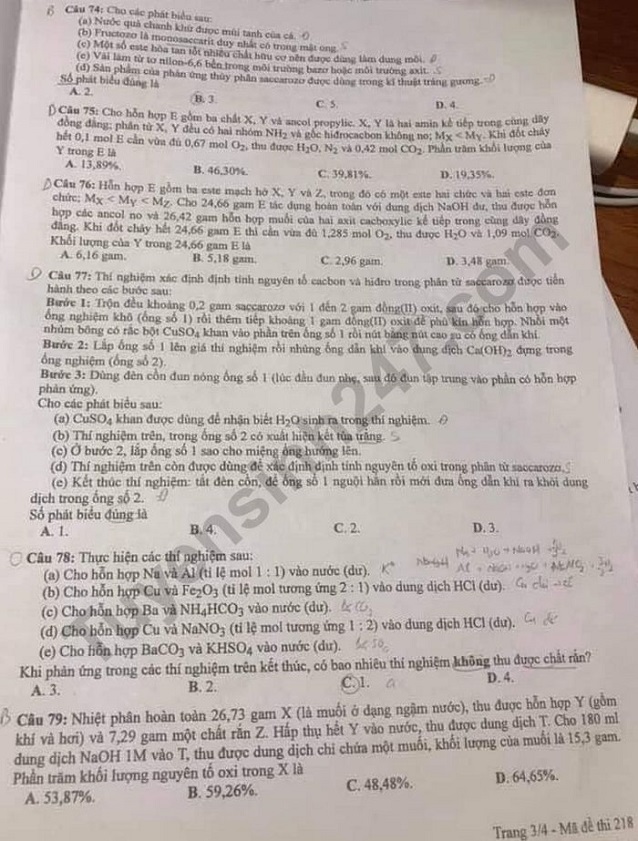 Câu 74: Cho các phát biểu sau:
(a) Nước quả chanh khử được mùi tanh của cá.
(b) Fructozơ là monosaccarit duy nhất có trong mật ong.
(c) Một số este hòa tan tốt nhiều chất hữu cơ nên được dùng làm dung môi.
(e) Vải làm từ tơ nilon-6,6 bền trong môi trường bazơ hoặc môi trường axit.
(d) Sản phẩm của phản ứng thủy phân saccarozơ được dùng trong kĩ thuật tráng gương.
Số phát biểu đúng là
A. 2. B. 3. C. 5. D. 4.
Câu 75: Cho hỗn hợp E gồm ba chất X, Y và ancol propylic. X, Y là hai amin kế tiếp trong cùng dãy
đồng đẳng; phân tử X, Y đều có hai nhóm NH2 và gốc hiđrocacbon không no; MX < MY. Khi đốt cháy
hết 0,1 mol E cần vừa đủ 0,67 mol O2, thu được H2O, N2 và 0,42 mol CO2. Phần trăm khối lượng của
Y trong E là
A. 13,89%. B. 46,30%. C. 39,81%. D. 19,35%.
Câu 76: Hỗn hợp E gồm ba este mạch hở X, Y và Z, trong đó có một este hai chức và hai este đơn
chức; MX < MY < MZ. Cho 24,66 gam E tác dụng hoàn toàn với dung dịch NaOH dư, thu được hỗn
hợp các ancol no và 26,42 gam hỗn hợp muối của hai axit cacboxylic kế tiếp trong cùng dãy đồng
đẳng. Khi đốt cháy hết 24,66 gam E thì cần vừa đủ 1,285 mol O2, thu được H2O và 1,09 mol CO2.
Khối lượng của Y trong 24,66 gam E là
A. 6,16 gam. B. 5,18 gam. C. 2,96 gam. D. 3,48 gam.
Câu 77: Thí nghiệm xác định định tính nguyên tố cacbon và hiđro trong phân tử saccarozơ được tiến
hành theo các bước sau:
Bước 1: Trộn đều khoảng 0,2 gam saccarozơ với 1 đến 2 gam đồng(II) oxit, sau đó cho hỗn hợp vào
ống nghiệm khô (ống số 1) rồi thêm tiếp khoảng 1 gam đồng(II) oxit để phủ kín hỗn hợp. Nhồi một
nhúm bông có rắc bột CuSO4 khan vào phần trên ống số 1 rồi nút bằng nút cao su có ống dẫn khí.
Bước 2: Lắp ống số 1 lên giá thí nghiệm rồi nhúng ống dẫn khí vào dung dịch Ca(OH)2 đựng trong
ống nghiệm (ống số 2).
Bước 3: Dùng đèn cồn đun nóng ống số 1 (lúc đầu đun nhẹ, sau đó đun tập trung vào phần có hỗn hợp
phản ứng).
Cho các phát biểu sau:
(a) CuSO4 khan được dùng để nhận biết H2O sinh ra trong thí nghiệm.
(b) Thí nghiệm trên, trong ống số 2 có xuất hiện kết tủa trắng. S
(c) Ở bước 2, lắp ống số 1 sao cho miệng ống hướng lên.
(d) Thí nghiệm trên còn được dùng để xác định định tính nguyên tố oxi trong phân tử saccarozơ.
(e) Kết thúc thí nghiệm: tắt đèn cồn, để ống số 1 nguội hẳn rồi mới đưa ống dẫn khí ra khỏi dung
dịch trong ống số 2.
Số phát biểu đúng là
A. 1. B. 4. C. 2. D. 3.
Câu 78: Thực hiện các thí nghiệm sau:
(a) Cho hỗn hợp Na và Al (tỉ lệ mol 1 : 1) vào nước (dư).
(b) Cho hỗn hợp Cu và Fe2O3 (tỉ lệ mol tương ứng 2 : 1) vào dung dịch HCl (dư).
(c) Cho hỗn hợp Ba và NH4HCO3 vào nước (dư).
(d) Cho hỗn hợp Cu và NaNO3 (tỉ lệ mol tương ứng 1 : 2) vào dung dịch HCl (dư).
(e) Cho hỗn hợp BaCO3 và KHSO4 vào nước (dư).
Khi phản ứng trong các thí nghiệm trên kết thúc, có bao nhiêu thí nghiệm không thu được chất rắn?
A. 3. B. 2. C. 1. D. 4.
Câu 79: Nhiệt phân hoàn toàn 26,73 gam X (là muối ở dạng ngậm nước), thu được hỗn hợp Y (gồm
khí và hơi) và 7,29 gam một chất rắn Z. Hấp thụ hết Y vào nước, thu được dung dịch T. Cho 180 ml
dung dịch NaOH 1M vào T, thu được dung dịch chỉ chứa một muối, khối lượng của muối là 15,3 gam.
Phần trăm khối lượng nguyên tố oxi trong X là
A. 53,87%. B. 59,26%. C. 48,48%. D. 64,65%.
Trang 3/4 - Mã đề thi 218
Tuyensinh247.com